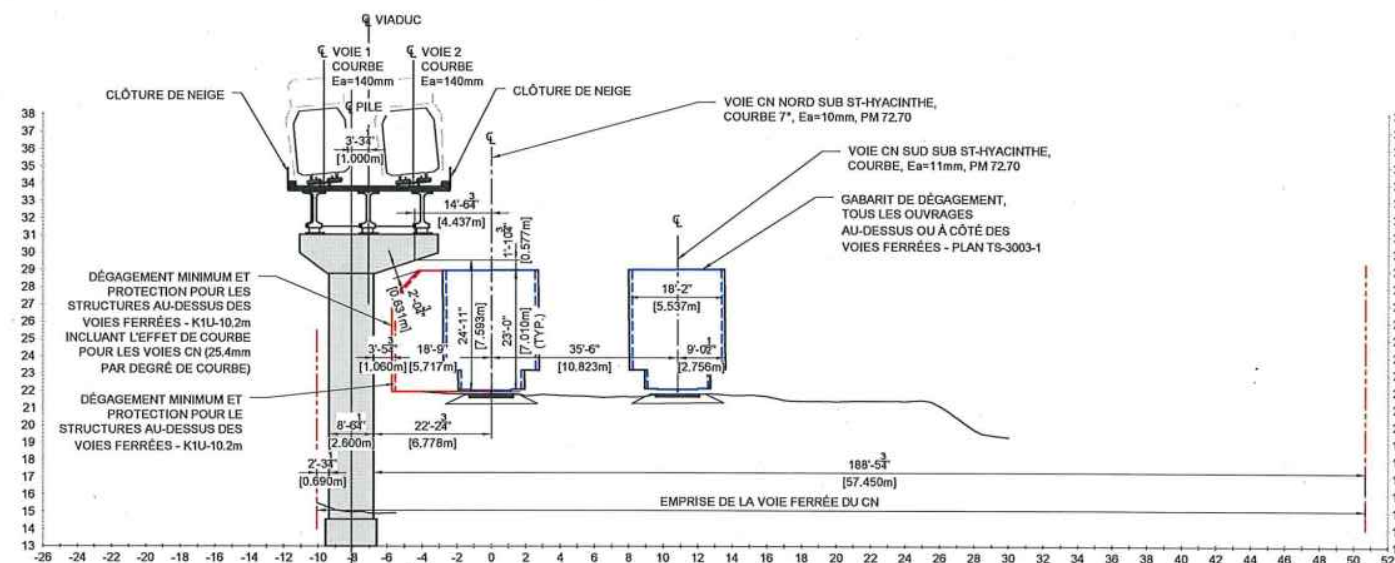 ℄ VIADUC
℄ VOIE 1
COURBE
Ea=140mm
℄ VOIE 2
COURBE
Ea=140mm
CLÔTURE DE NEIGE
CLÔTURE DE NEIGE
℄ PILE
3'-3 1/4"
[1.000m]
VOIE CN NORD SUB ST-HYACINTHE,
COURBE 7°, Ea=10mm, PM 72.70
℄
VOIE CN SUD SUB ST-HYACINTHE,
COURBE, Ea=11mm, PM 72.70
℄
GABARIT DE DÉGAGEMENT,
TOUS LES OUVRAGES
AU-DESSUS OU À CÔTÉ DES
VOIES FERRÉES - PLAN TS-3003-1
14'-6 3/4"
[4.437m]
1'-10 3/4"
[0.577m]
DÉGAGEMENT MINIMUM ET
PROTECTION POUR LES
STRUCTURES AU-DESSUS DES
VOIES FERRÉES - K1U-10.2m
INCLUANT L'EFFET DE COURBE
POUR LES VOIES CN (25.4mm
PAR DEGRÉ DE COURBE)
2'-0 3/4"
[0.631m]
24'-11"
[7.593m]
23'-0"
[7.010m]
(TYP.)
18'-2"
[5.537m]
3'-5 3/4"
[1.060m]
18'-9"
[5.717m]
35'-6"
[10.823m]
9'-0 1/2"
[2.756m]
DÉGAGEMENT MINIMUM ET
PROTECTION POUR LE
STRUCTURES AU-DESSUS DES
VOIES FERRÉES - K1U-10.2m
8'-6 1/4"
[2.600m]
22'-2 3/4"
[6.778m]
2'-3 1/4"
[0.690m]
188'-5 3/4"
[57.450m]
EMPRISE DE LA VOIE FERRÉE DU CN
38
37
36
35
34
33
32
31
30
29
28
27
26
25
24
23
22
21
20
19
18
17
16
15
14
13
-26 -24 -22 -20 -18 -16 -14 -12 -10 -8 -6 -4 -2 0 2 4 6 8 10 12 14 16 18 20 22 24 26 28 30 32 34 36 38 40 42 44 46 48 50 52